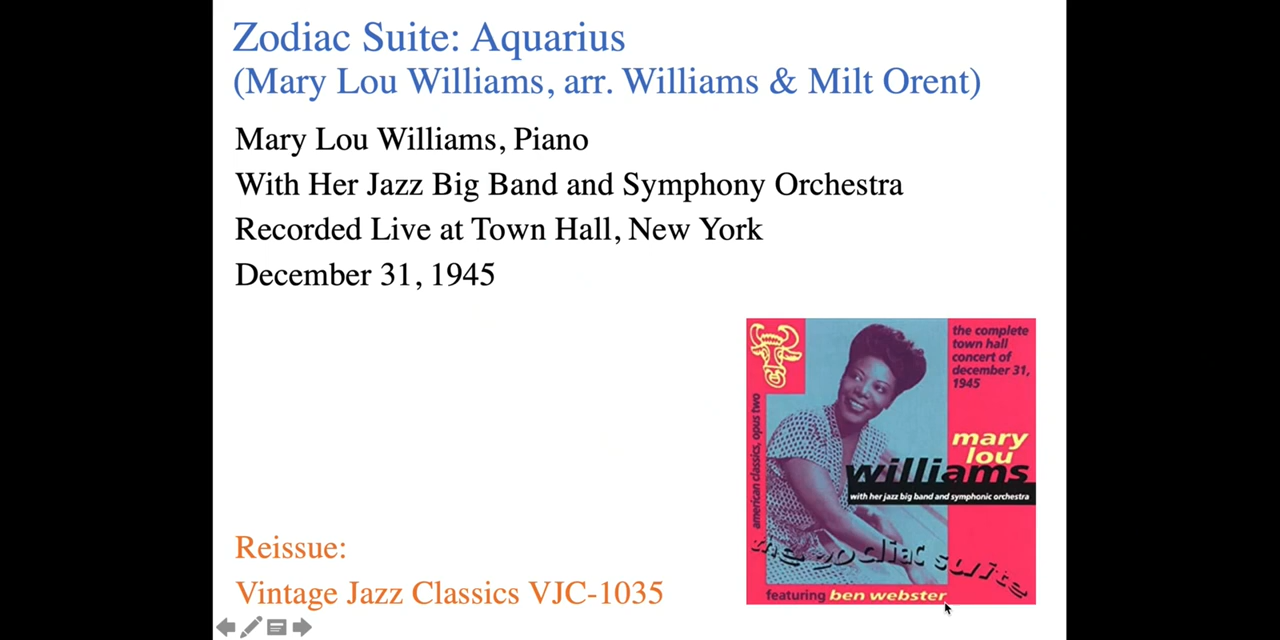 Zodiac Suite: Aquarius
(Mary Lou Williams, arr. Williams & Milt Orent)
Mary Lou Williams, Piano
With Her Jazz Big Band and Symphony Orchestra
Recorded Live at Town Hall, New York
December 31, 1945
the complete
town hall
concert of
december 31,
1945
american classics, opus two
mary
lou
williams
with her jazz big band and symphonic orchestra
the zodiac suite
featuring ben webster
Reissue:
Vintage Jazz Classics VJC-1035